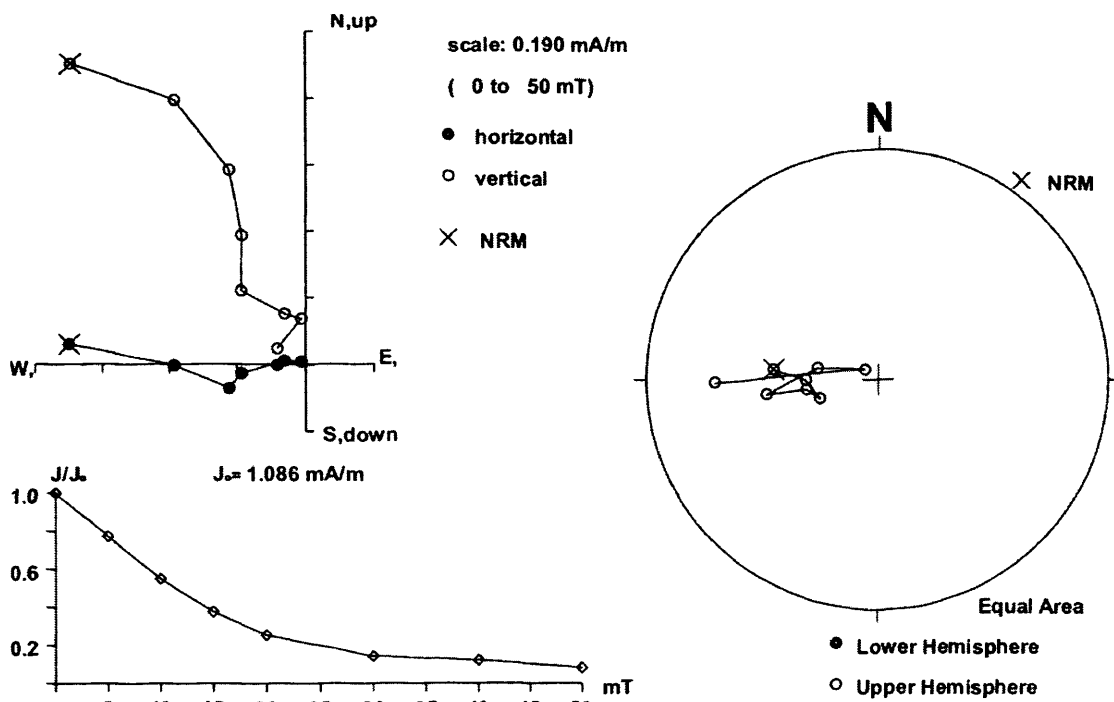 N,up
scale: 0.190 mA/m
( 0 to 50 mT)
horizontal
vertical
NRM
W,
E,
S,down
N
NRM
J/J₀
J₀= 1.086 mA/m
1.0
0.6
0.2
mT
Equal Area
Lower Hemisphere
Upper Hemisphere